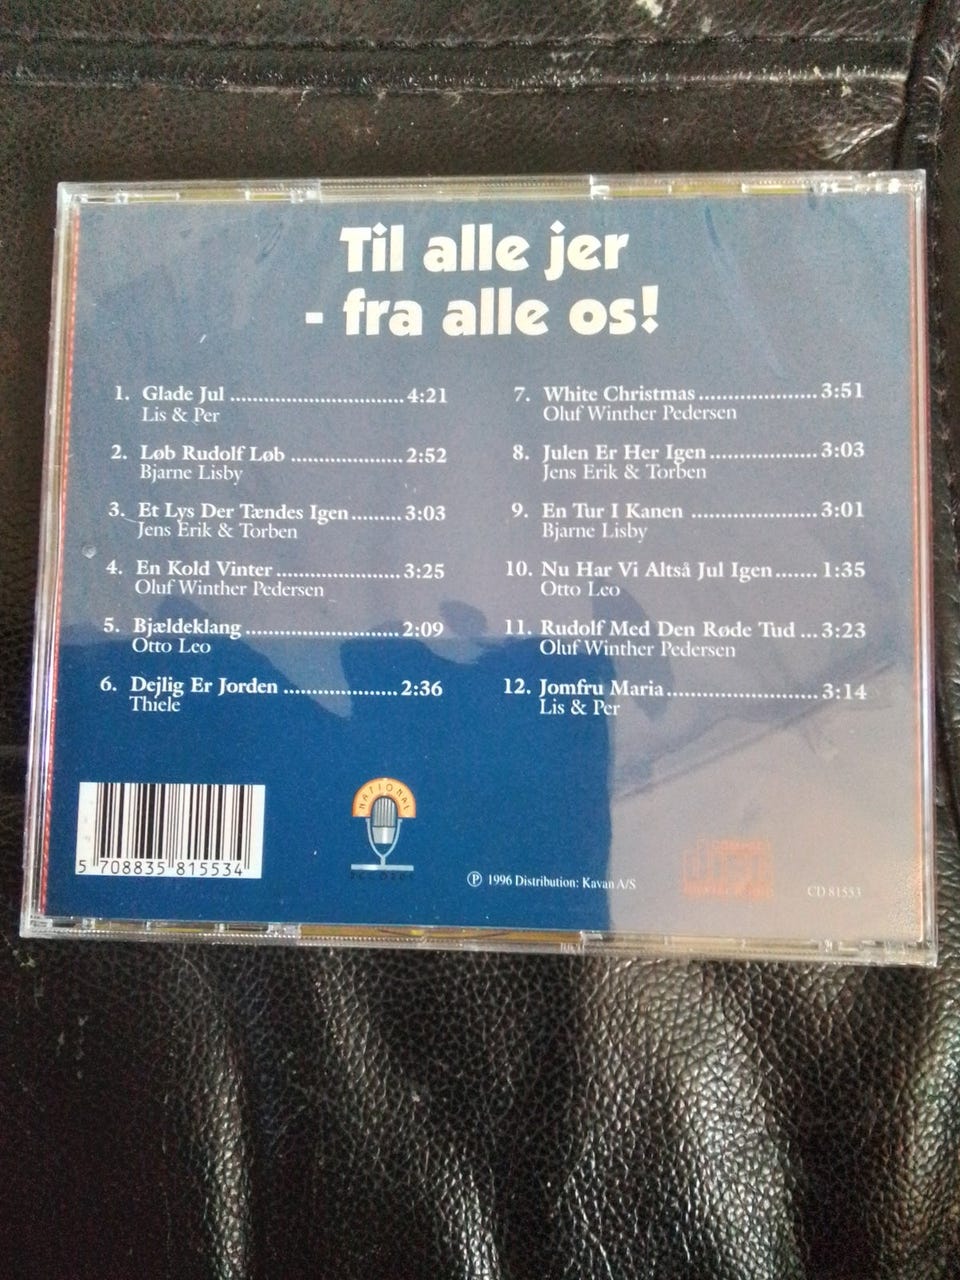 Til alle jer
- fra alle os!
1. Glade Jul ..........................4:21
Lis & Per
2. Løb Rudolf Løb .................2:52
Bjarne Lisby
3. Et Lys Der Tændes Igen.........3:03
Jens Erik & Torben
4. En Kold Vinter ...................3:25
Oluf Winther Pedersen
5. Bjældeklang .......................2:09
Otto Leo
6. Dejlig Er Jorden .................2:36
Thiele
7. White Christmas ..................3:51
Oluf Winther Pedersen
8. Julen Er Her Igen ................3:03
Jens Erik & Torben
9. En Tur I Kanen ...................3:01
Bjarne Lisby
10. Nu Har Vi Altså Jul Igen....... 1:35
Otto Leo
11. Rudolf Med Den Røde Tud ...3:23
Oluf Winther Pedersen
12. Jomfru Maria.......................3:14
Lis & Per
5 708835 815534
NATIONAL
℗ 1996 Distribution: Kavan A/S
CD 81553